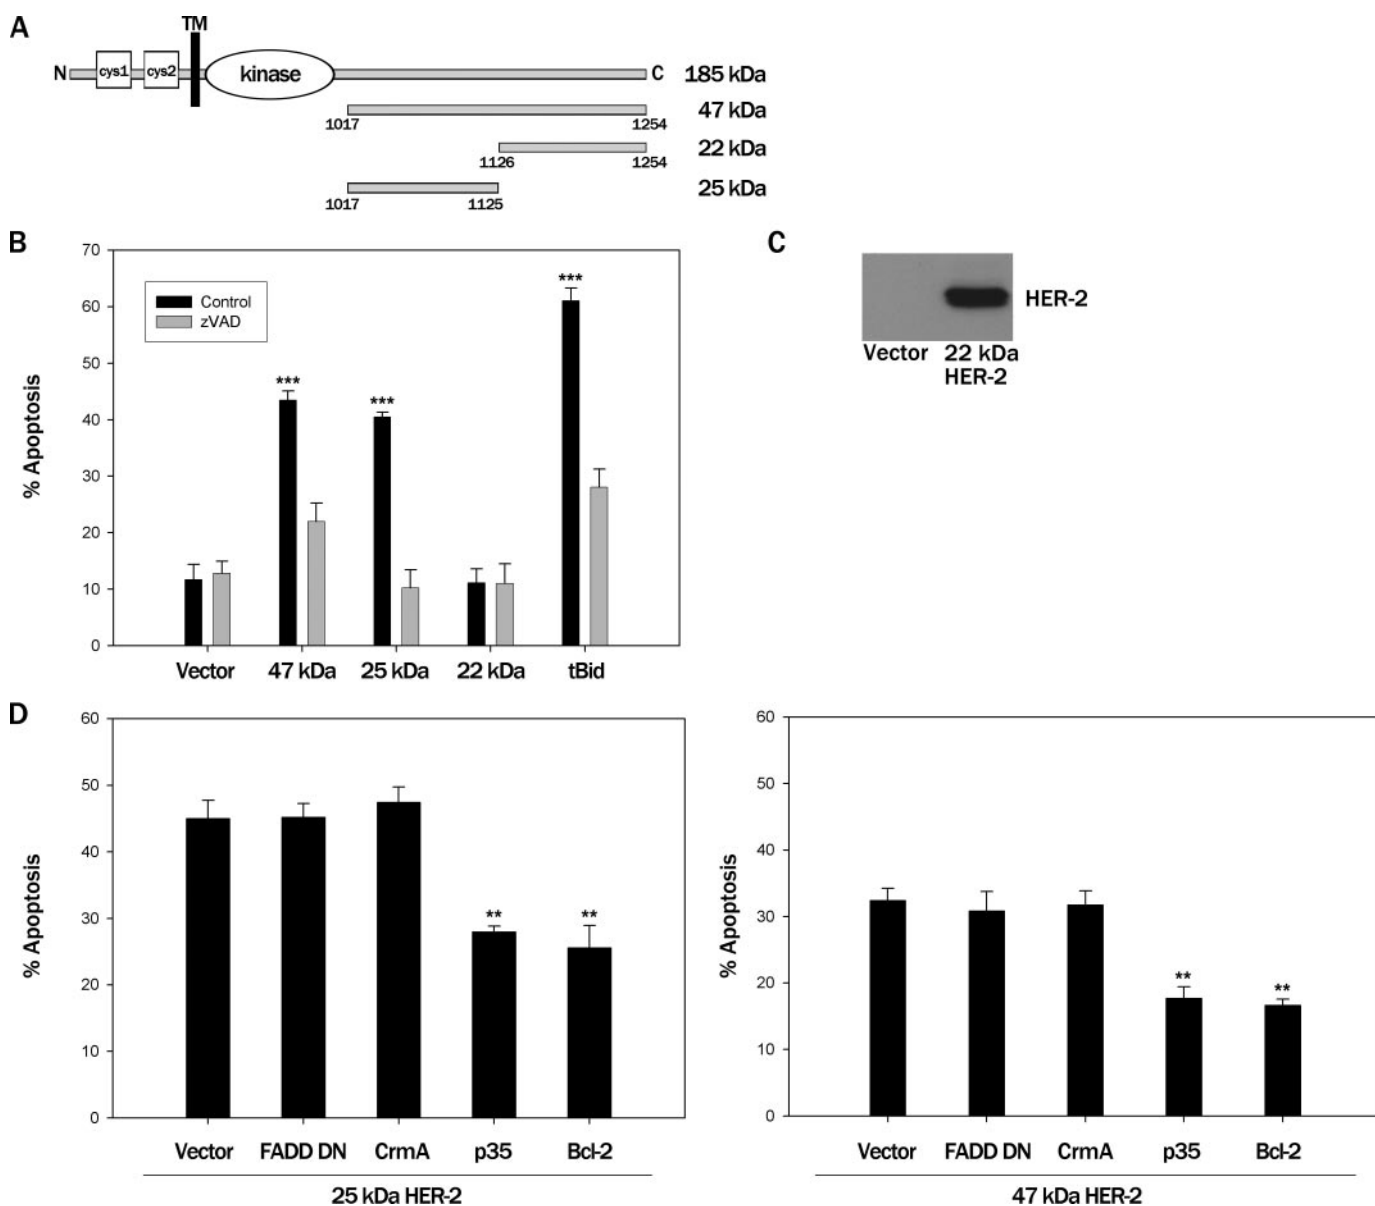 A
TM
N
cys1
cys2
kinase
C
185 kDa
47 kDa
1017
1254
22 kDa
1126
1254
25 kDa
1017
1125
B
70
60
50
40
30
20
10
0
% Apoptosis
Control
zVAD
***
***
***
Vector
47 kDa
25 kDa
22 kDa
tBid
C
HER-2
Vector
22 kDa
HER-2
D
60
50
40
30
20
10
0
% Apoptosis
**
**
Vector
FADD DN
CrmA
p35
Bcl-2
25 kDa HER-2
60
50
40
30
20
10
0
% Apoptosis
**
**
Vector
FADD DN
CrmA
p35
Bcl-2
47 kDa HER-2